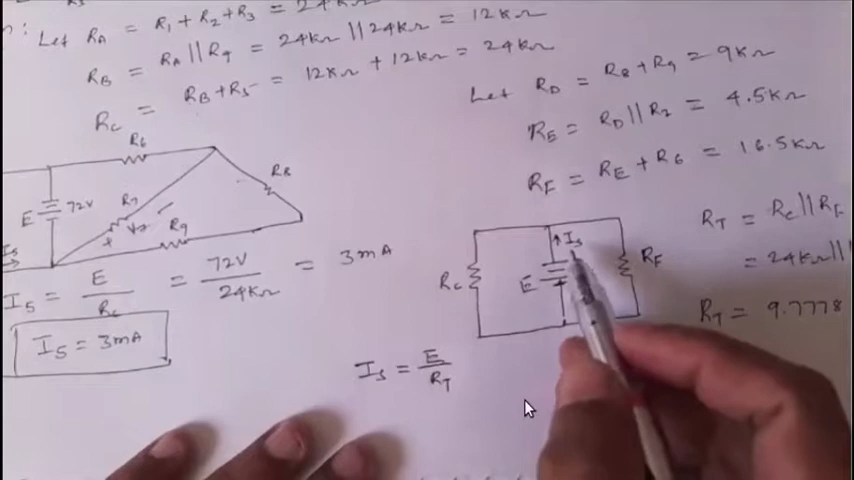 Let RA = R1 + R2 + R3 = 24KΩ
RB = RA || R4 = 24KΩ || 24KΩ = 12KΩ
RC = RB + R5 = 12KΩ + 12KΩ = 24KΩ
R6
R8
R7
E
72V
+ V7 -
R9
I5
I5 = E / RC = 72V / 24KΩ = 3mA
I5 = 3mA
Let RD = R8 + R9 = 9KΩ
RE = RD || R7 = 4.5KΩ
RF = RE + R6 = 16.5KΩ
RC
E
Is
RF
RT = RC || RF
= 24KΩ ||
RT = 9.7778
Is = E / RT